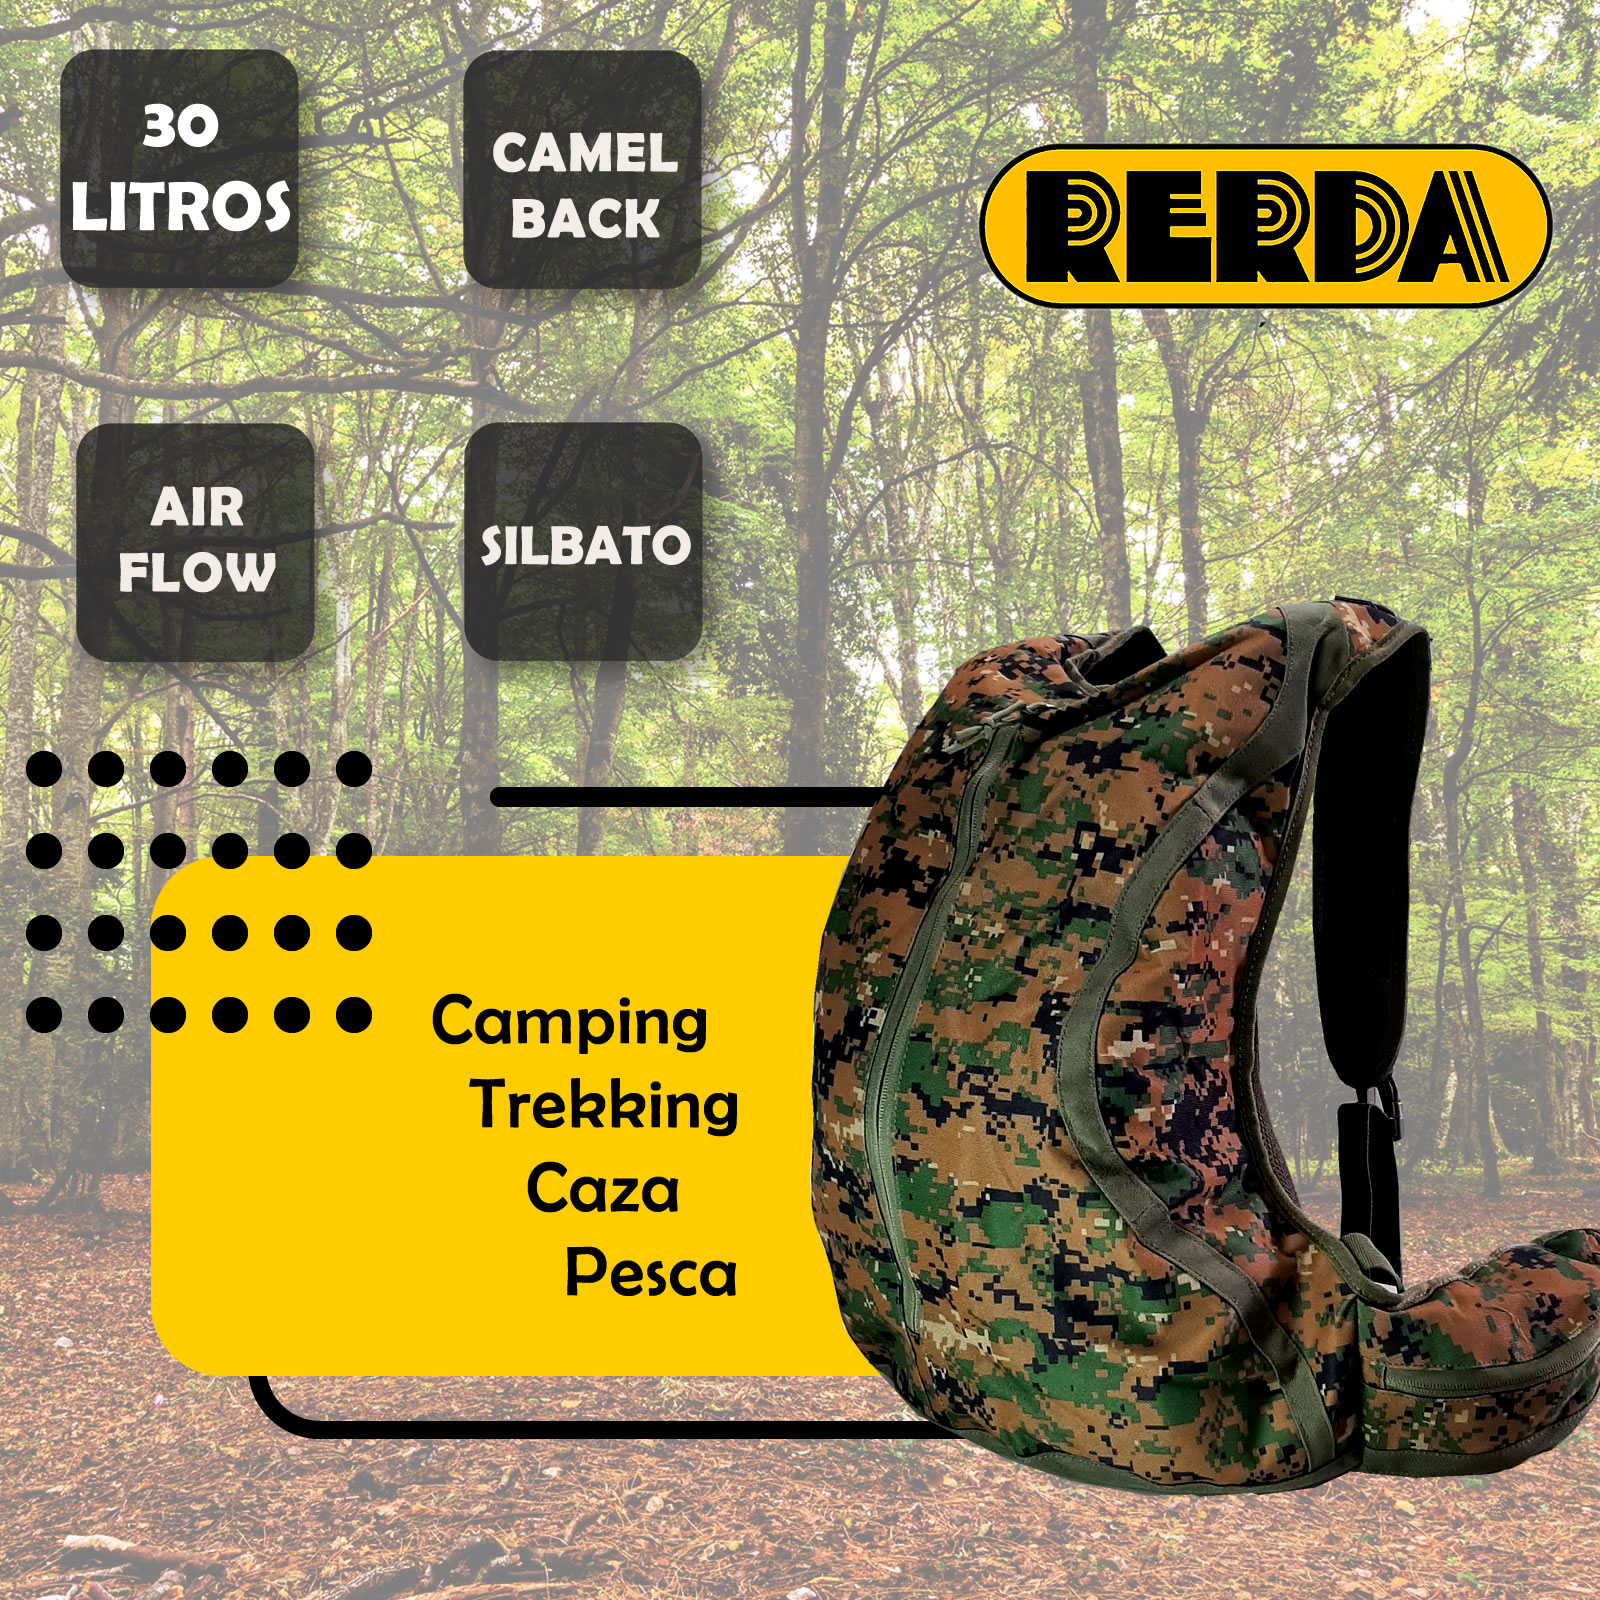 30
LITROS
CAMEL
BACK
RERDA
AIR
FLOW
SILBATO
Camping
Trekking
Caza
Pesca